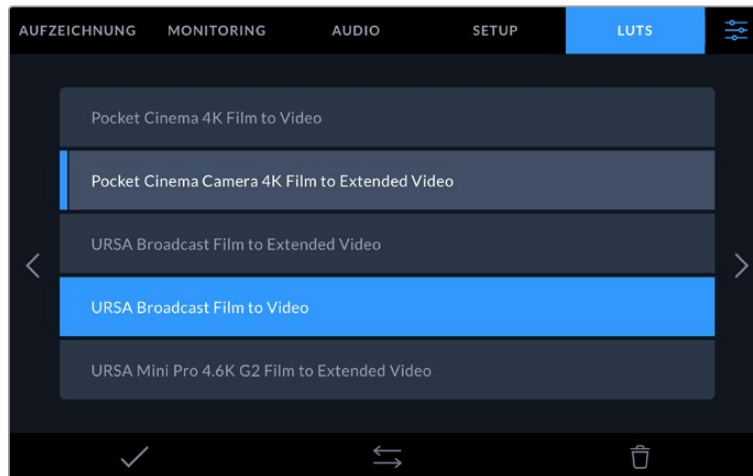 AUFZEICHNUNG MONITORING AUDIO SETUP LUTS
Pocket Cinema 4K Film to Video
Pocket Cinema Camera 4K Film to Extended Video
URSA Broadcast Film to Extended Video
URSA Broadcast Film to Video
URSA Mini Pro 4.6K G2 Film to Extended Video